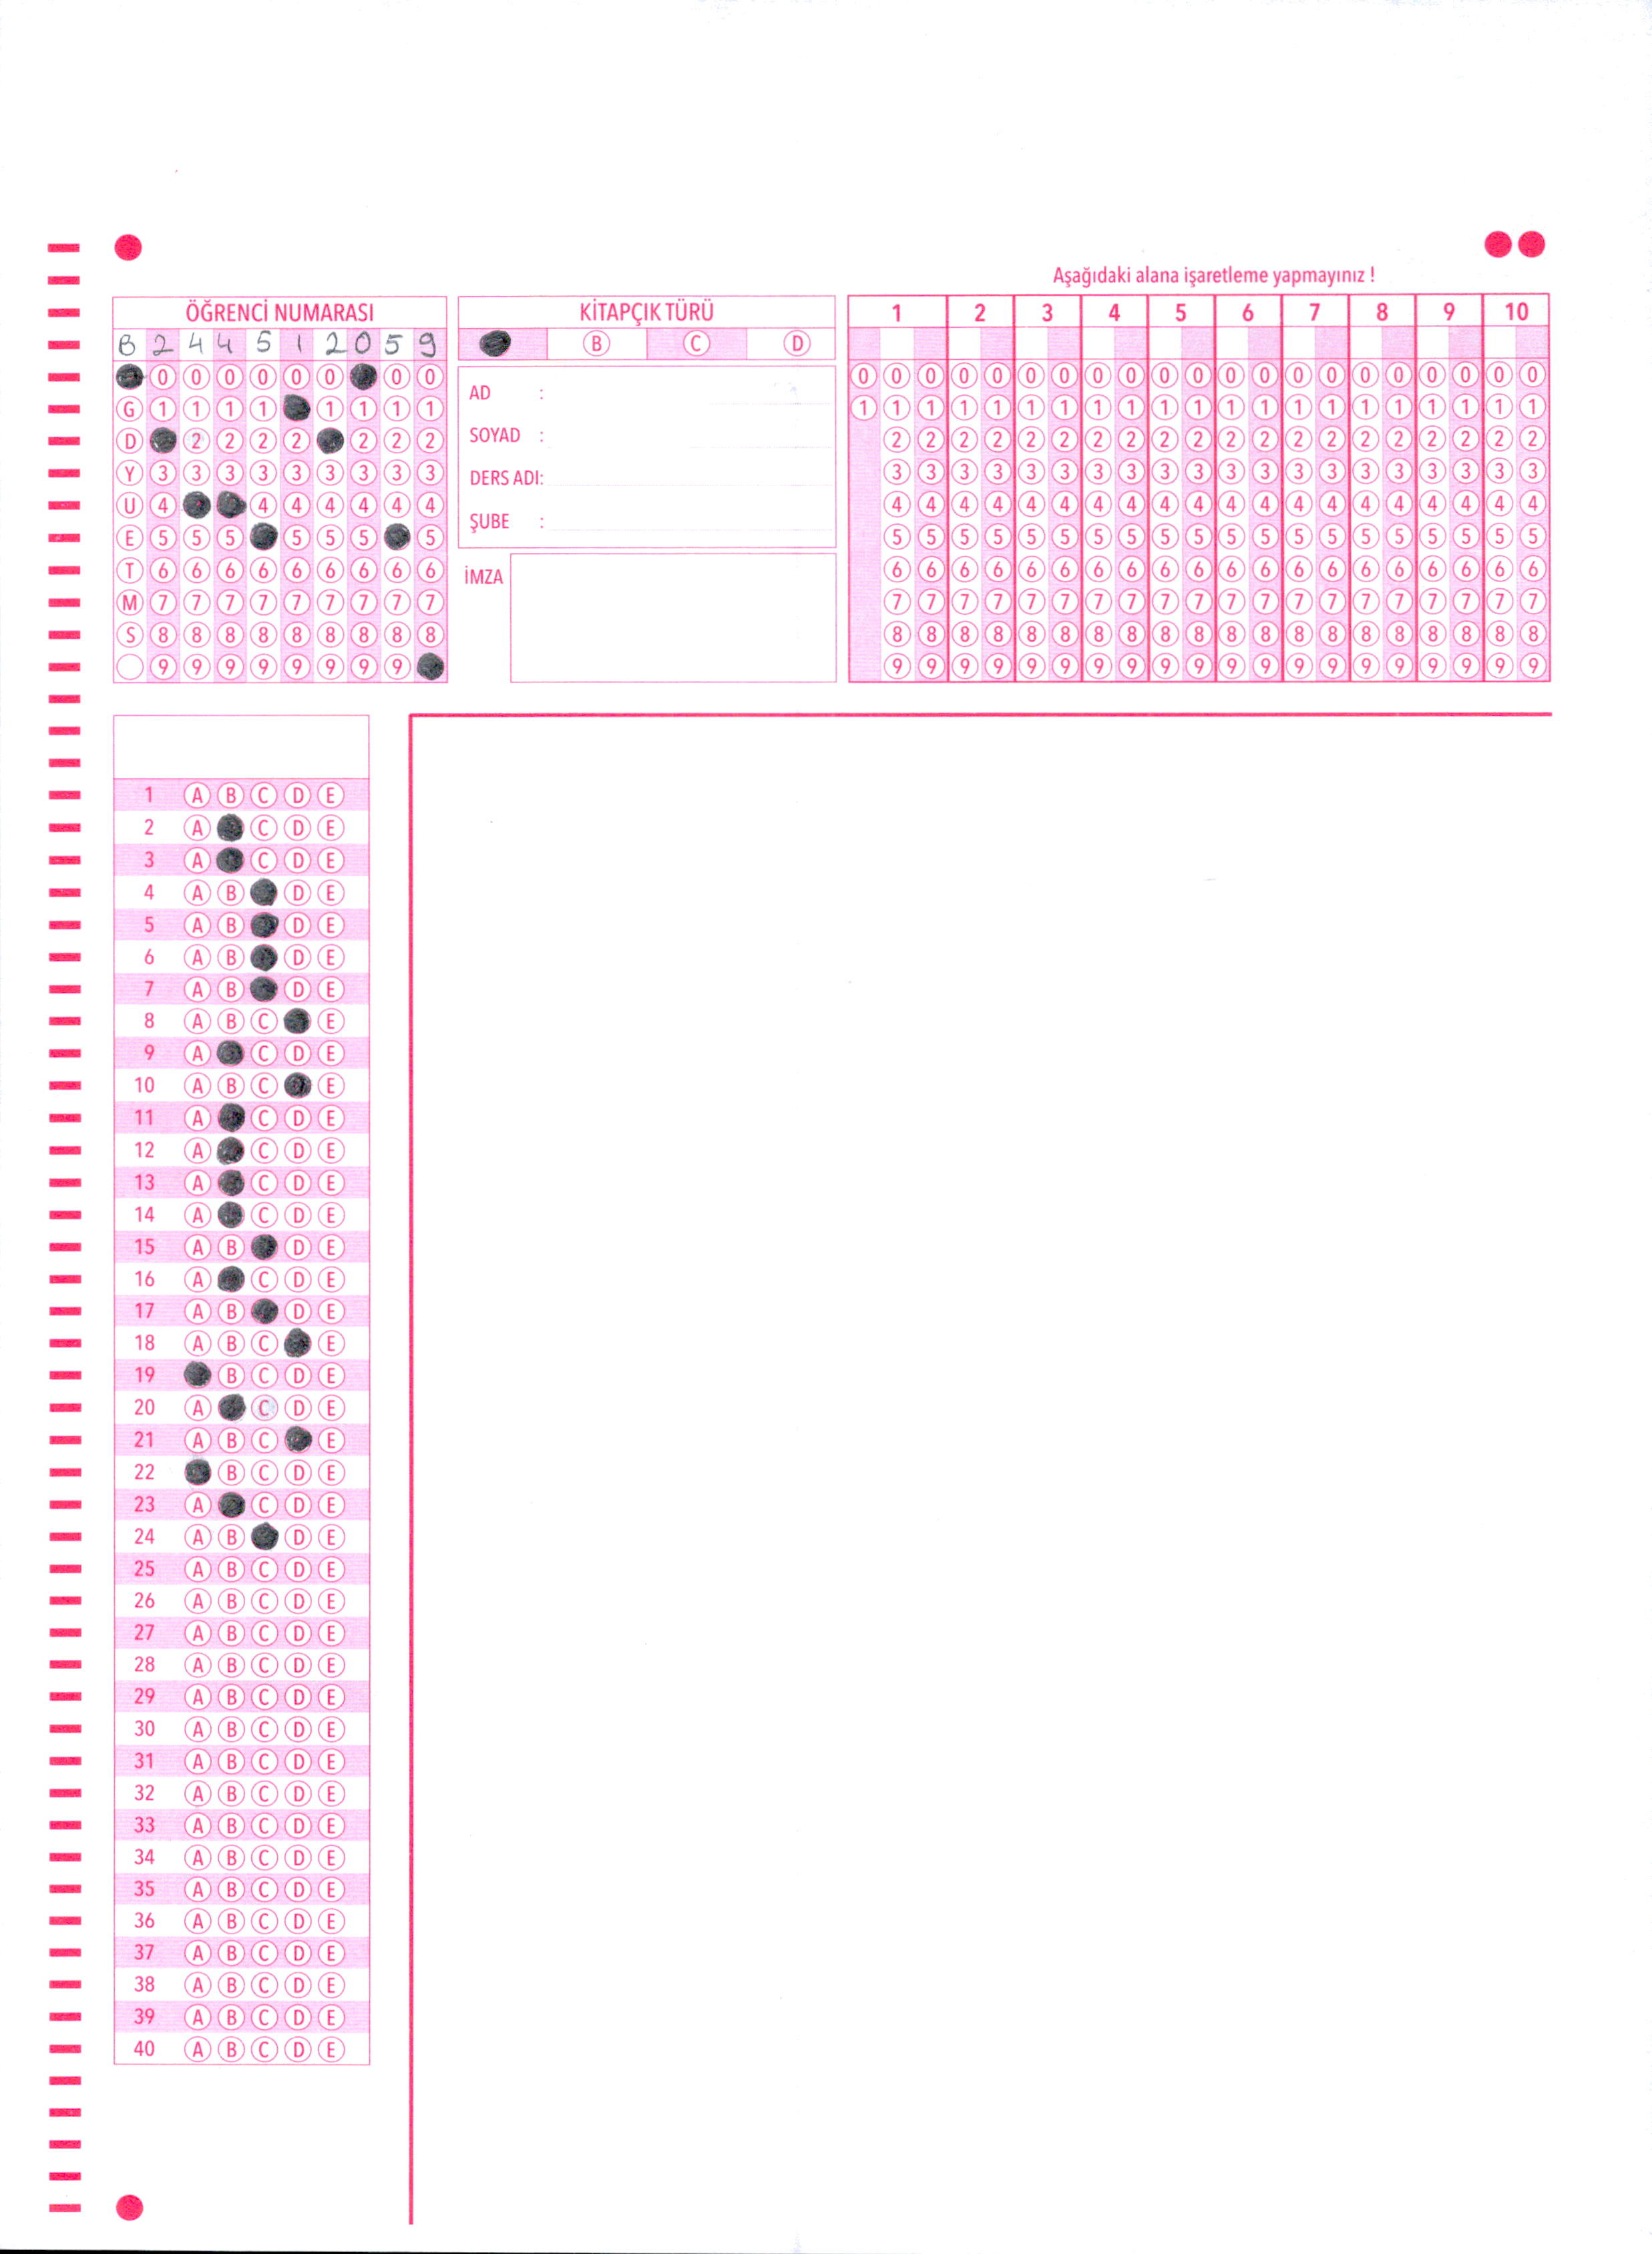 Aşağıdaki alana işaretleme yapmayınız !
ÖĞRENCİ NUMARASI
B 2 4 4 5 1 2 0 5 9
0 0 0 0 0 0 0 0
G 1 1 1 1 1 1 1 1
D 2 2 2 2 2 2 2
Y 3 3 3 3 3 3 3 3 3
U 4 4 4 4 4 4 4
E 5 5 5 5 5 5 5
T 6 6 6 6 6 6 6 6 6
M 7 7 7 7 7 7 7 7 7
S 8 8 8 8 8 8 8 8 8
9 9 9 9 9 9 9 9
KİTAPÇIK TÜRÜ
B C D
AD :
SOYAD :
DERS ADI:
ŞUBE :
İMZA
1 2 3 4 5 6 7 8 9 10
0 0 0 0 0 0 0 0 0 0 0 0 0 0 0 0 0 0 0 0 0
1 1 1 1 1 1 1 1 1 1 1 1 1 1 1 1 1 1 1 1 1
2 2 2 2 2 2 2 2 2 2 2 2 2 2 2 2 2 2 2 2
3 3 3 3 3 3 3 3 3 3 3 3 3 3 3 3 3 3 3 3
4 4 4 4 4 4 4 4 4 4 4 4 4 4 4 4 4 4 4 4
5 5 5 5 5 5 5 5 5 5 5 5 5 5 5 5 5 5 5 5
6 6 6 6 6 6 6 6 6 6 6 6 6 6 6 6 6 6 6 6
7 7 7 7 7 7 7 7 7 7 7 7 7 7 7 7 7 7 7 7
8 8 8 8 8 8 8 8 8 8 8 8 8 8 8 8 8 8 8 8
9 9 9 9 9 9 9 9 9 9 9 9 9 9 9 9 9 9 9 9
1 A B C D E
2 A C D E
3 A C D E
4 A B D E
5 A B D E
6 A B D E
7 A B D E
8 A B C E
9 A C D E
10 A B C E
11 A C D E
12 A C D E
13 A C D E
14 A C D E
15 A B D E
16 A C D E
17 A B D E
18 A B C E
19 B C D E
20 A C D E
21 A B C E
22 B C D E
23 A C D E
24 A B D E
25 A B C D E
26 A B C D E
27 A B C D E
28 A B C D E
29 A B C D E
30 A B C D E
31 A B C D E
32 A B C D E
33 A B C D E
34 A B C D E
35 A B C D E
36 A B C D E
37 A B C D E
38 A B C D E
39 A B C D E
40 A B C D E